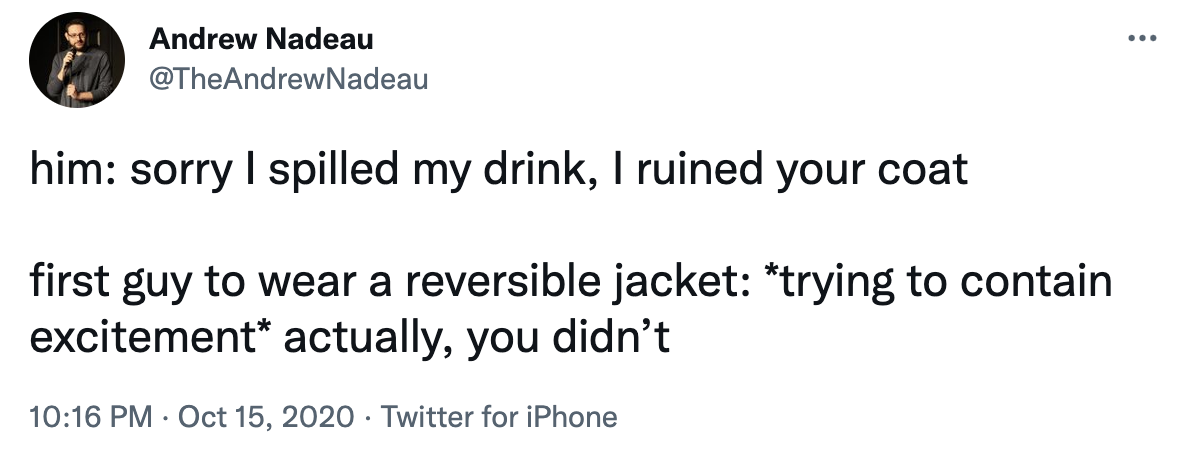 Andrew Nadeau
@TheAndrewNadeau
him: sorry I spilled my drink, I ruined your coat
first guy to wear a reversible jacket: *trying to contain
excitement* actually, you didn’t
10:16 PM · Oct 15, 2020 · Twitter for iPhone